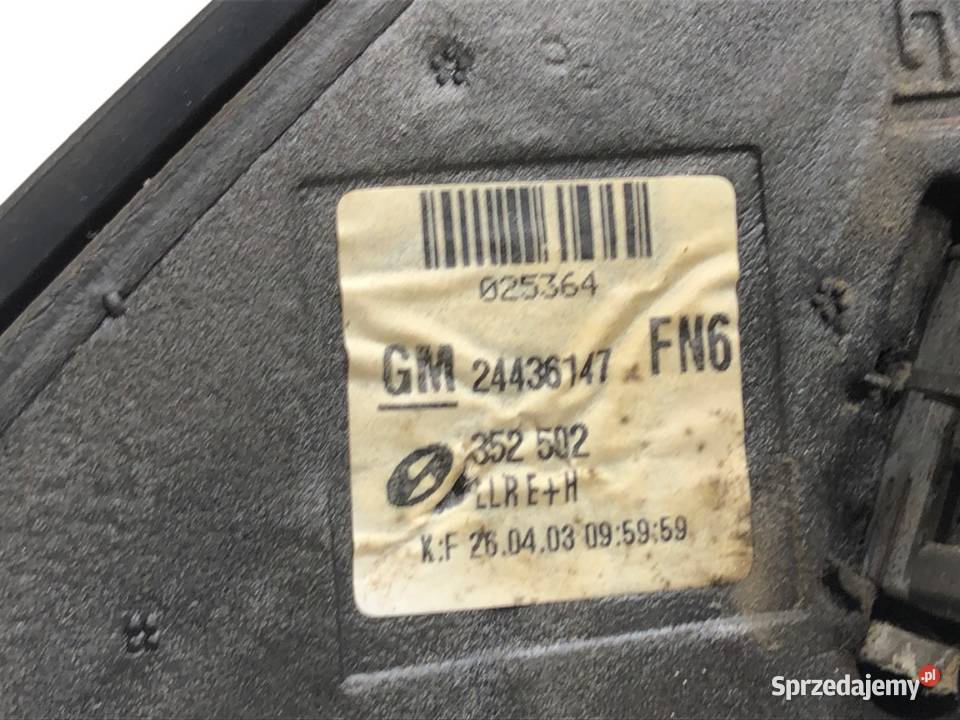 025364
GM 24436147 FN6
352 502
LLR E+H
K:F 26.04.03 09:59:59
Sprzedajemy.pl